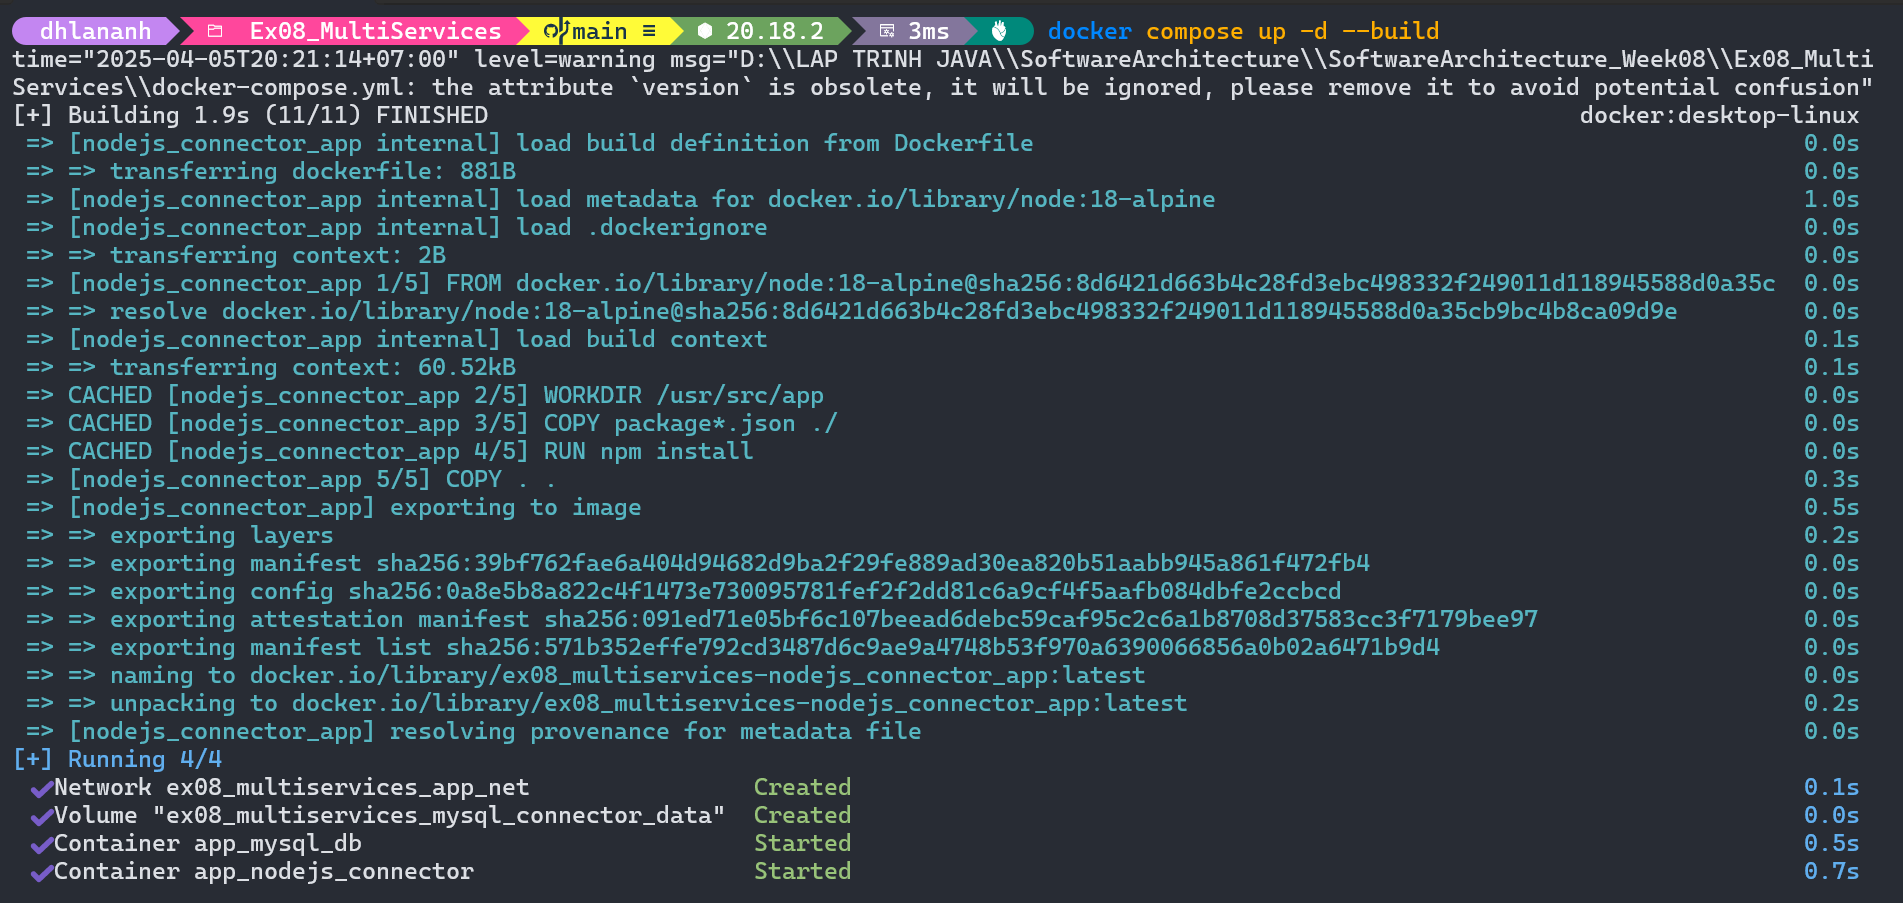 dhlananh Ex08_MultiServices main ≡ 20.18.2 3ms docker compose up -d --build
time="2025-04-05T20:21:14+07:00" level=warning msg="D:\\LAP TRINH JAVA\\SoftwareArchitecture\\SoftwareArchitecture_Week08\\Ex08_Multi
Services\\docker-compose.yml: the attribute `version` is obsolete, it will be ignored, please remove it to avoid potential confusion"
[+] Building 1.9s (11/11) FINISHED docker:desktop-linux
=> [nodejs_connector_app internal] load build definition from Dockerfile 0.0s
=> => transferring dockerfile: 881B 0.0s
=> [nodejs_connector_app internal] load metadata for docker.io/library/node:18-alpine 1.0s
=> [nodejs_connector_app internal] load .dockerignore 0.0s
=> => transferring context: 2B 0.0s
=> [nodejs_connector_app 1/5] FROM docker.io/library/node:18-alpine@sha256:8d6421d663b4c28fd3ebc498332f249011d118945588d0a35c 0.0s
=> => resolve docker.io/library/node:18-alpine@sha256:8d6421d663b4c28fd3ebc498332f249011d118945588d0a35cb9bc4b8ca09d9e 0.0s
=> [nodejs_connector_app internal] load build context 0.1s
=> => transferring context: 60.52kB 0.1s
=> CACHED [nodejs_connector_app 2/5] WORKDIR /usr/src/app 0.0s
=> CACHED [nodejs_connector_app 3/5] COPY package*.json ./ 0.0s
=> CACHED [nodejs_connector_app 4/5] RUN npm install 0.0s
=> [nodejs_connector_app 5/5] COPY . . 0.3s
=> [nodejs_connector_app] exporting to image 0.5s
=> => exporting layers 0.2s
=> => exporting manifest sha256:39bf762fae6a404d94682d9ba2f29fe889ad30ea820b51aabb945a861f472fb4 0.0s
=> => exporting config sha256:0a8e5b8a822c4f1473e730095781fef2f2dd81c6a9cf4f5aafb084dbfe2ccbcd 0.0s
=> => exporting attestation manifest sha256:091ed71e05bf6c107beead6debc59caf95c2c6a1b8708d37583cc3f7179bee97 0.0s
=> => exporting manifest list sha256:571b352effe792cd3487d6c9ae9a4748b53f970a6390066856a0b02a6471b9d4 0.0s
=> => naming to docker.io/library/ex08_multiservices-nodejs_connector_app:latest 0.0s
=> => unpacking to docker.io/library/ex08_multiservices-nodejs_connector_app:latest 0.2s
=> [nodejs_connector_app] resolving provenance for metadata file 0.0s
[+] Running 4/4
✔Network ex08_multiservices_app_net Created 0.1s
✔Volume "ex08_multiservices_mysql_connector_data" Created 0.0s
✔Container app_mysql_db Started 0.5s
✔Container app_nodejs_connector Started 0.7s